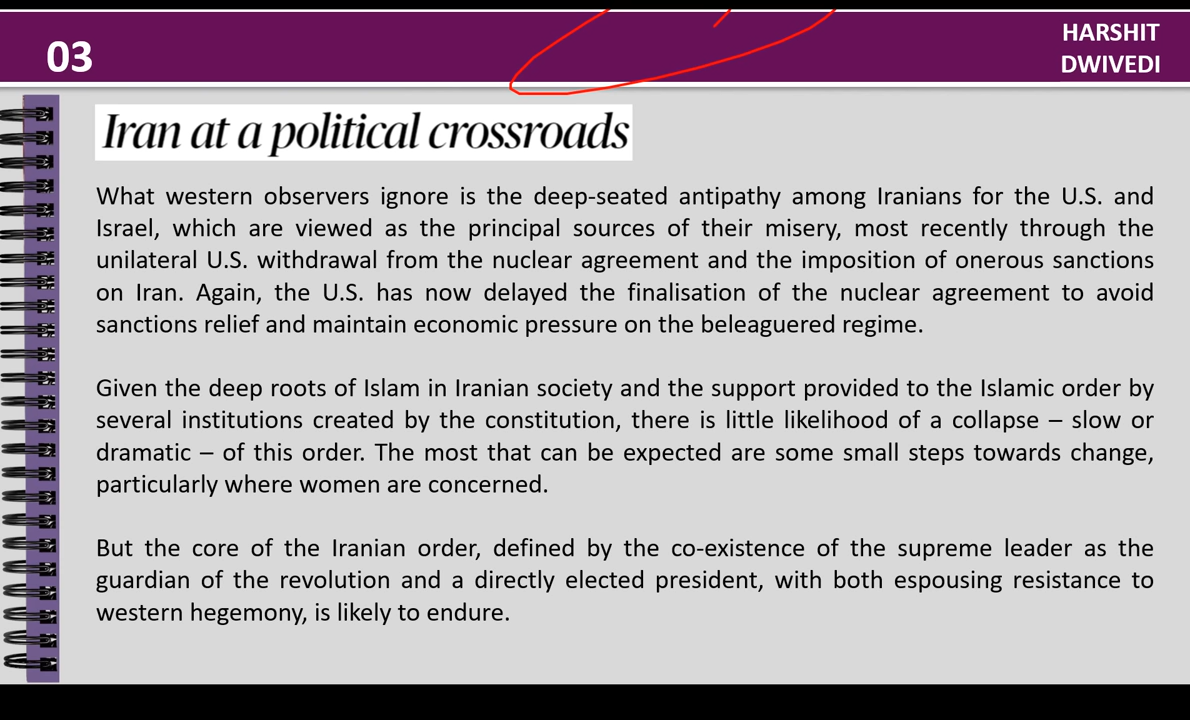 03
HARSHIT
DWIVEDI
Iran at a political crossroads
What western observers ignore is the deep-seated antipathy among Iranians for the U.S. and
Israel, which are viewed as the principal sources of their misery, most recently through the
unilateral U.S. withdrawal from the nuclear agreement and the imposition of onerous sanctions
on Iran. Again, the U.S. has now delayed the finalisation of the nuclear agreement to avoid
sanctions relief and maintain economic pressure on the beleaguered regime.
Given the deep roots of Islam in Iranian society and the support provided to the Islamic order by
several institutions created by the constitution, there is little likelihood of a collapse – slow or
dramatic – of this order. The most that can be expected are some small steps towards change,
particularly where women are concerned.
But the core of the Iranian order, defined by the co-existence of the supreme leader as the
guardian of the revolution and a directly elected president, with both espousing resistance to
western hegemony, is likely to endure.